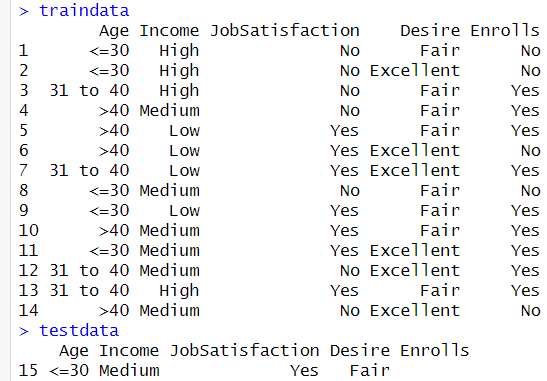 > traindata
Age Income JobSatisfaction Desire Enrolls
1 <=30 High No Fair No
2 <=30 High No Excellent No
3 31 to 40 High No Fair Yes
4 >40 Medium No Fair Yes
5 >40 Low Yes Fair Yes
6 >40 Low Yes Excellent No
7 31 to 40 Low Yes Excellent Yes
8 <=30 Medium No Fair No
9 <=30 Low Yes Fair Yes
10 >40 Medium Yes Fair Yes
11 <=30 Medium Yes Excellent Yes
12 31 to 40 Medium No Excellent Yes
13 31 to 40 High Yes Fair Yes
14 >40 Medium No Excellent No
> testdata
Age Income JobSatisfaction Desire Enrolls
15 <=30 Medium Yes Fair